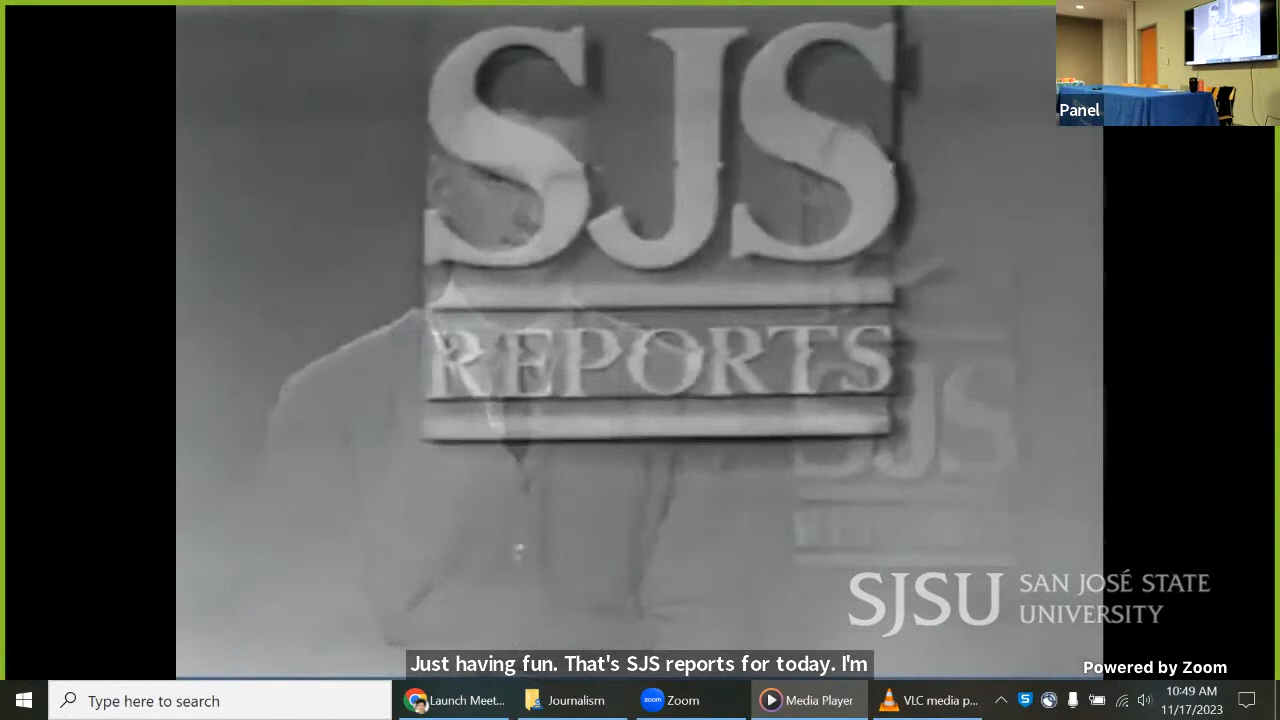 SJS
REPORTS
SJS
Panel
SJSU SAN JOSÉ STATE
UNIVERSITY
Just having fun. That's SJS reports for today. I'm
Powered by Zoom
Type here to search
Launch Meet...
Journalism
Zoom
Media Player
VLC media p...
10:49 AM
11/17/2023